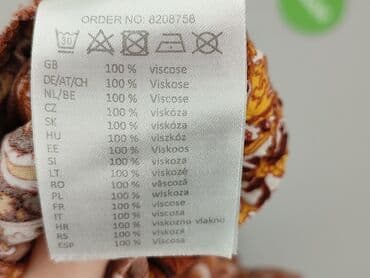 ORDER NO: 8208758
30
GB 100 % viscose
DE/AT/CH 100 % Viskose
NL/BE 100 % Viscose
CZ 100 % viskóza
SK 100 % viskóza
HU 100 % viszkóz
EE 100 % Viskoos
SI 100 % viskoza
LT 100 % viskozė
RO 100 % vâscoză
PL 100 % wiskoza
FR 100 % viscose
IT 100 % viscosa
HR 100 % viskozno vlakno
RS 100 % Viskoza
ESP 100 % Viscosa